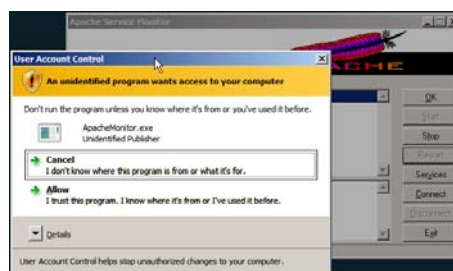 Apache Service Monitor
APACHE
User Account Control
An unidentified program wants access to your computer
Don't run the program unless you know where it's from or you've used it before.
ApacheMonitor.exe
Unidentified Publisher
Cancel
I don't know where this program is from or what it's for.
Allow
I trust this program. I know where it's from or I've used it before.
Details
User Account Control helps stop unauthorized changes to your computer.
OK
Start
Stop
Restart
Services
Connect
Disconnect
Exit